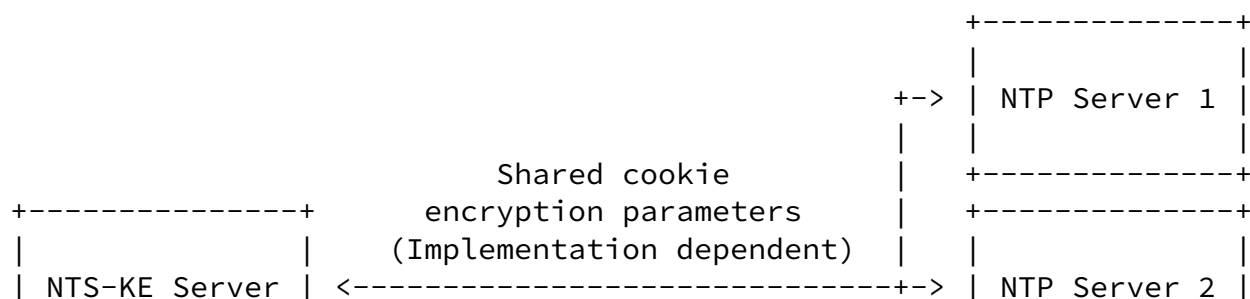 +--------------+
                                                   |              |
                                               +-> | NTP Server 1 |
                                               |   |              |
                          Shared cookie        |   +--------------+
+---------------+      encryption parameters   |   +--------------+
|               |    (Implementation dependent) |   |              |
| NTS-KE Server | <----------------------------+-> | NTP Server 2 |